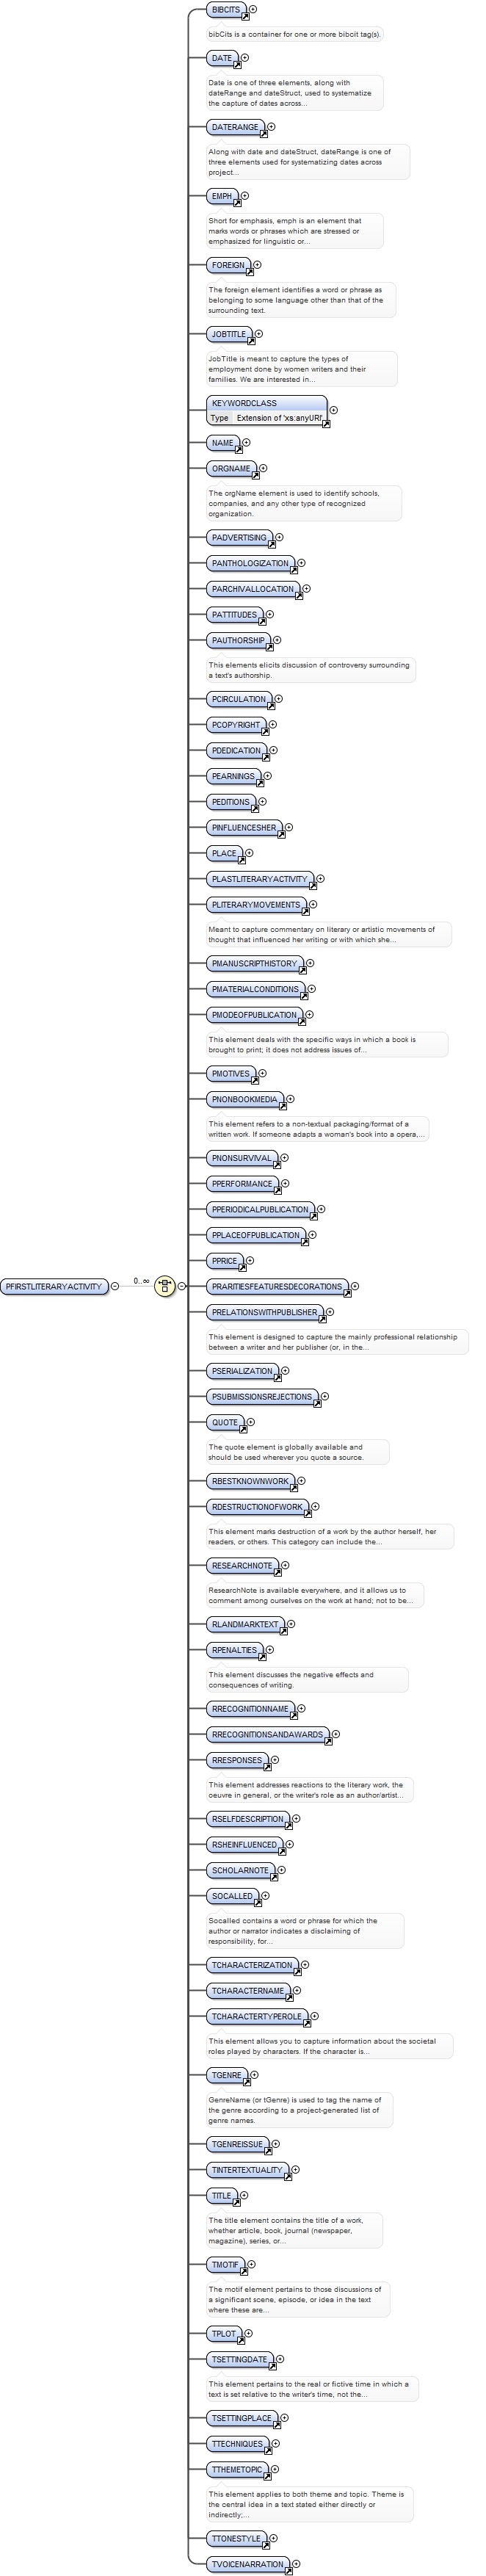 BIBCITS
bibCits is a container for one or more bibcit tag(s).
DATE
Date is one of three elements, along with
dateRange and dateStruct, used to systematize
the capture of dates across...
DATERANGE
Along with date and dateStruct, dateRange is one of
three elements used for systematizing dates across
project...
EMPH
Short for emphasis, emph is an element that
marks words or phrases which are stressed or
emphasized for linguistic or...
FOREIGN
The foreign element identifies a word or phrase as
belonging to some language other than that of the
surrounding text.
JOBTITLE
JobTitle is meant to capture the types of
employment done by women writers and their
families. We are interested in...
KEYWORDCLASS
Type Extension of 'xs:anyURI'
NAME
ORGNAME
The orgName element is used to identify schools,
companies, and any other type of recognized
organization.
PADVERTISING
PANTHOLOGIZATION
PARCHIVALLOCATION
PATTITUDES
PAUTHORSHIP
This elements elicits discussion of controversy surrounding
a text's authorship.
PCIRCULATION
PCOPYRIGHT
PDEDICATION
PEARNINGS
PEDITIONS
PINFLUENCESHER
PLACE
PLASTLITERARYACTIVITY
PLITERARYMOVEMENTS
Meant to capture commentary on literary or artistic movements of
thought that influenced her writing or with which she...
PMANUSCRIPTHISTORY
PMATERIALCONDITIONS
PMODEOFPUBLICATION
This element deals with the specific ways in which a book is
brought to print; it does not address issues of...
PMOTIVES
PNONBOOKMEDIA
This element refers to a non-textual packaging/format of a
written work. If someone adapts a woman's book into a opera,...
PNONSURVIVAL
PPERFORMANCE
PPERIODICALPUBLICATION
PPLACEOFPUBLICATION
PPRICE
PFIRSTLITERARYACTIVITY 0..∞ PRARITIESFEATURESDECORATIONS
PRELATIONSWITHPUBLISHER
This element is designed to capture the mainly professional relationship
between a writer and her publisher (or, in the...
PSERIALIZATION
PSUBMISSIONSREJECTIONS
QUOTE
The quote element is globally available and
should be used wherever you quote a source.
RBESTKNOWNWORK
RDESTRUCTIONOFWORK
This element marks destruction of a work by the author herself, her
readers, or others. This category can include the...
RESEARCHNOTE
ResearchNote is available everywhere, and it allows us to
comment among ourselves on the work at hand; not to be...
RLANDMARKTEXT
RPENALTIES
This element discusses the negative effects and
consequences of writing.
RRECOGNITIONNAME
RRECOGNITIONSANDAWARDS
RRESPONSES
This element addresses reactions to the literary work, the
oeuvre in general, or the writer's role as an author/artist...
RSELFDESCRIPTION
RSHEINFLUENCED
SCHOLARNOTE
SOCALLED
Socalled contains a word or phrase for which the
author or narrator indicates a disclaiming of
responsibility, for...
TCHARACTERIZATION
TCHARACTERNAME
TCHARACTERTYPEROLE
This element allows you to capture information about the societal
roles played by characters. If the character is...
TGENRE
GenreName (or tGenre) is used to tag the name of
the genre according to a project-generated list of
genre names.
TGENREISSUE
TINTERTEXTUALITY
TITLE
The title element contains the title of a work,
whether article, book, journal (newspaper,
magazine), series, or...
TMOTIF
The motif element pertains to those discussions of
a significant scene, episode, or idea in the text
where these are...
TPLOT
TSETTINGDATE
This element pertains to the real or fictive time in which a
text is set relative to the writer's time, not the...
TSETTINGPLACE
TTECHNIQUES
TTHEMETOPIC
This element applies to both theme and topic. Theme is
the central idea in a text stated either directly or
indirectly;...
TTONESTYLE
TVOICENARRATION